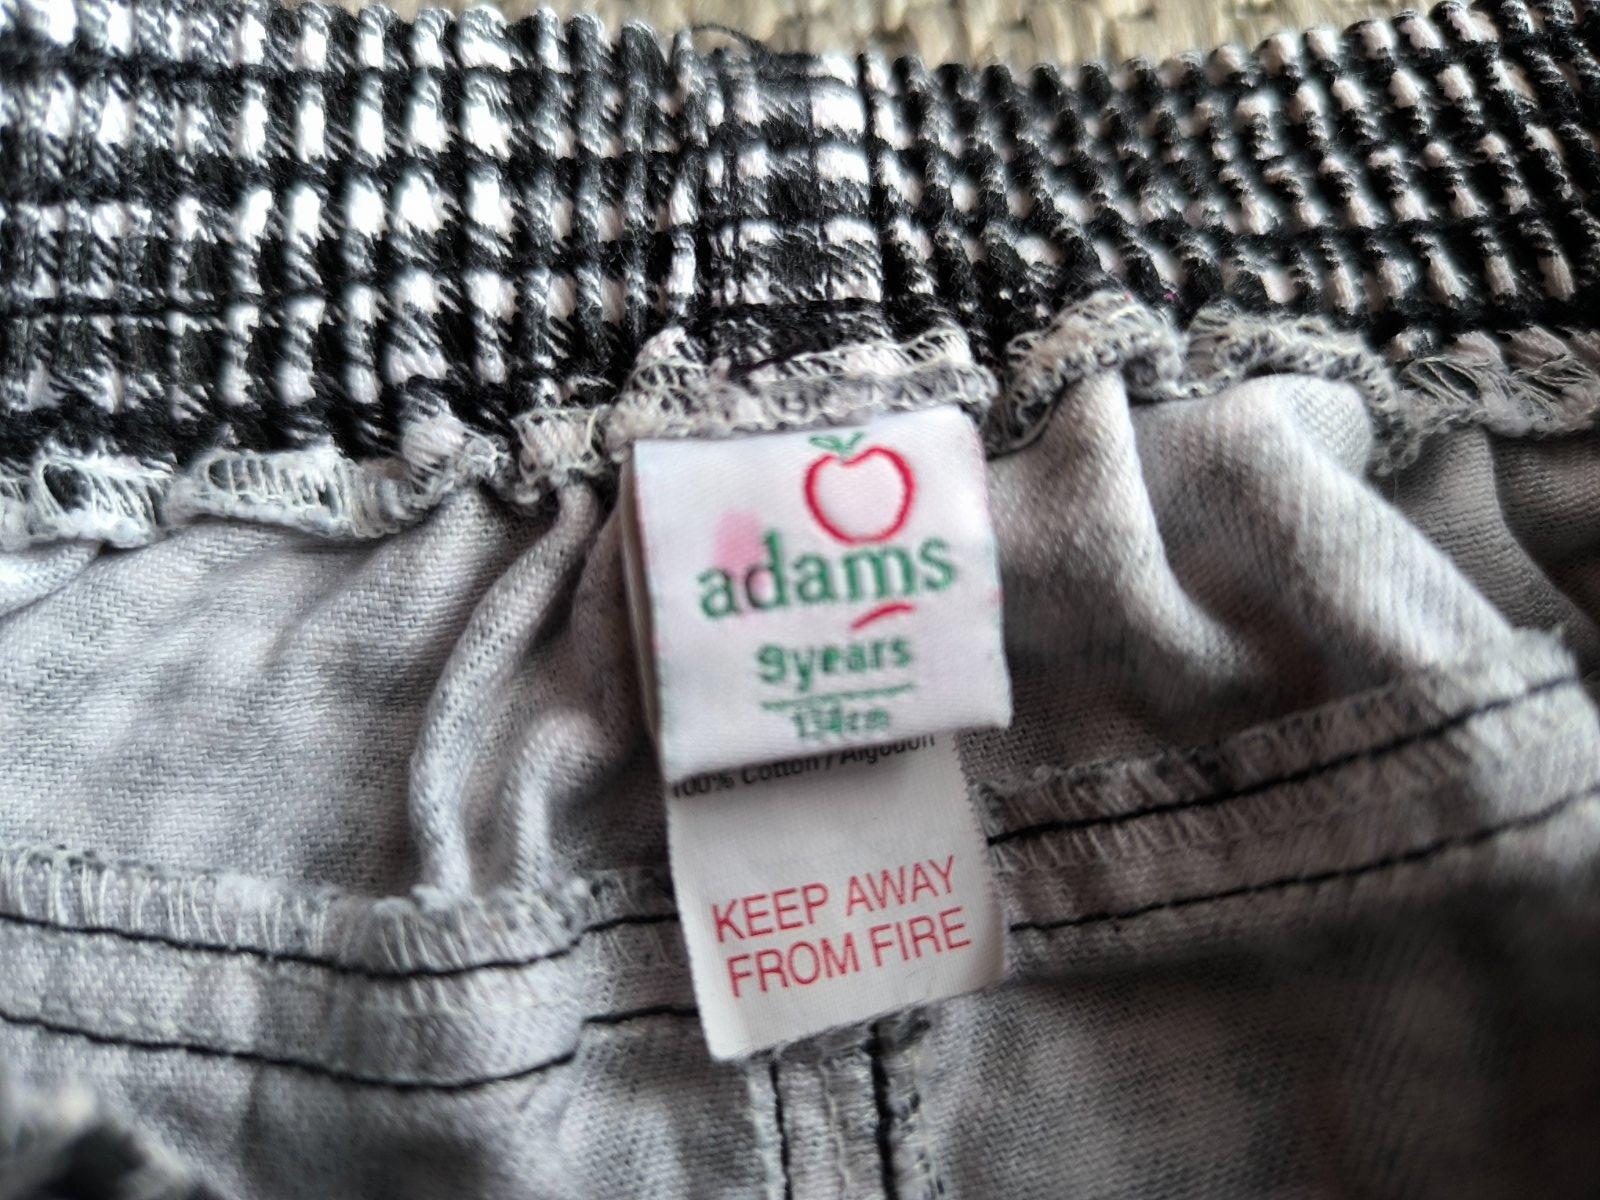 adams
9years
134cm
100% Cotton / Algodon
KEEP AWAY
FROM FIRE